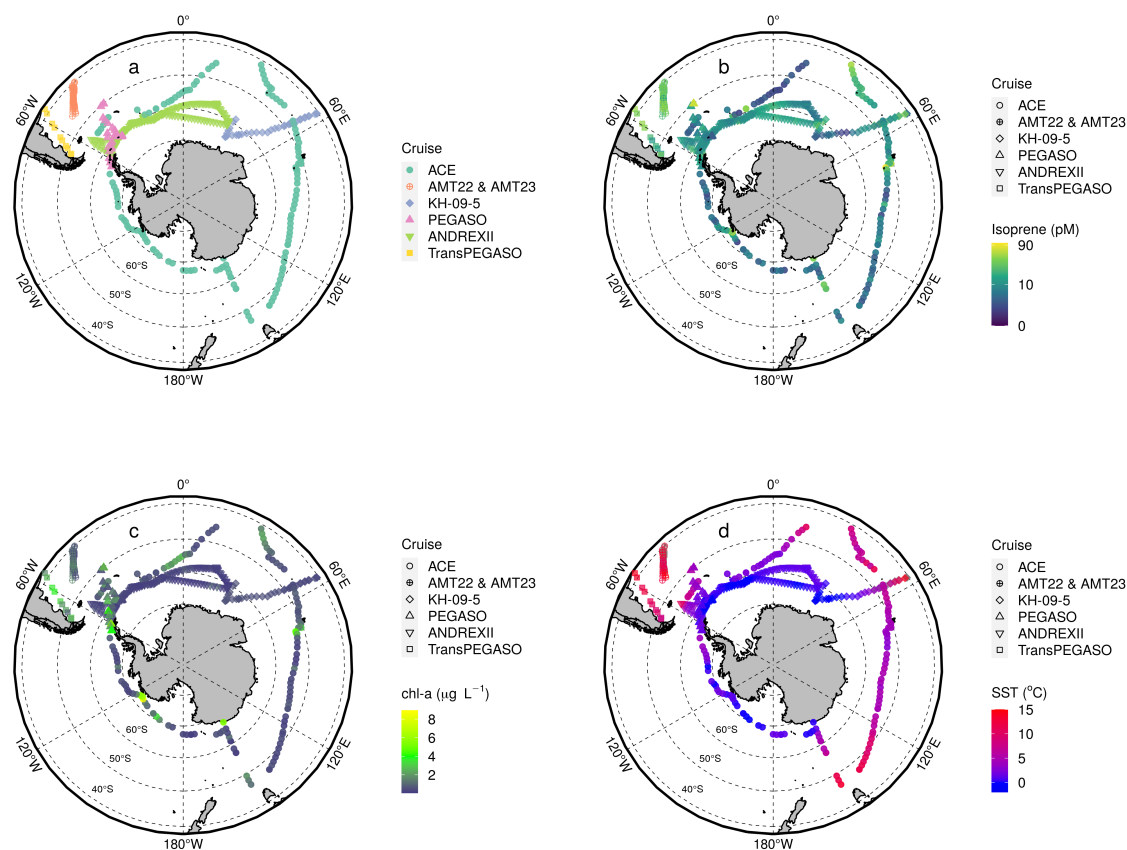 0°
a
60°W
60°E
120°W
120°E
60°S
50°S
40°S
180°W
Cruise
ACE
AMT22 & AMT23
KH-09-5
PEGASO
ANDREXII
TransPEGASO
0°
b
60°W
60°E
120°W
120°E
60°S
50°S
40°S
180°W
Cruise
ACE
AMT22 & AMT23
KH-09-5
PEGASO
ANDREXII
TransPEGASO
Isoprene (pM)
90
10
0
0°
c
60°W
60°E
120°W
120°E
60°S
50°S
40°S
180°W
Cruise
ACE
AMT22 & AMT23
KH-09-5
PEGASO
ANDREXII
TransPEGASO
chl-a (μg L⁻¹)
8
6
4
2
0°
d
60°W
60°E
120°W
120°E
60°S
50°S
40°S
180°W
Cruise
ACE
AMT22 & AMT23
KH-09-5
PEGASO
ANDREXII
TransPEGASO
SST (°C)
15
10
5
0